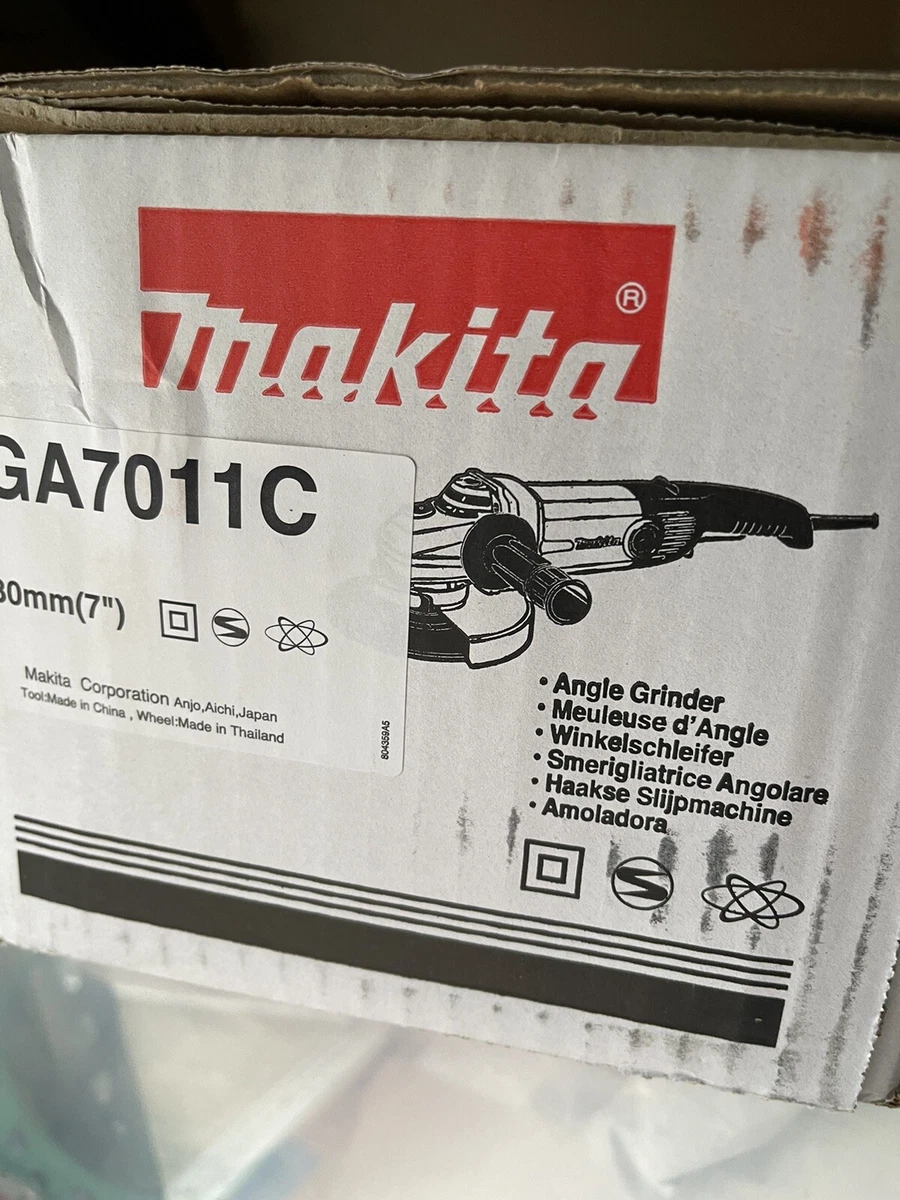 Makita®
GA7011C
80mm(7")
Makita Corporation Anjo,Aichi,Japan
Tool:Made in China , Wheel:Made in Thailand
804359A5
Makita
• Angle Grinder
• Meuleuse d'Angle
• Winkelschleifer
• Smerigliatrice Angolare
• Haakse Slijpmachine
• Amoladora